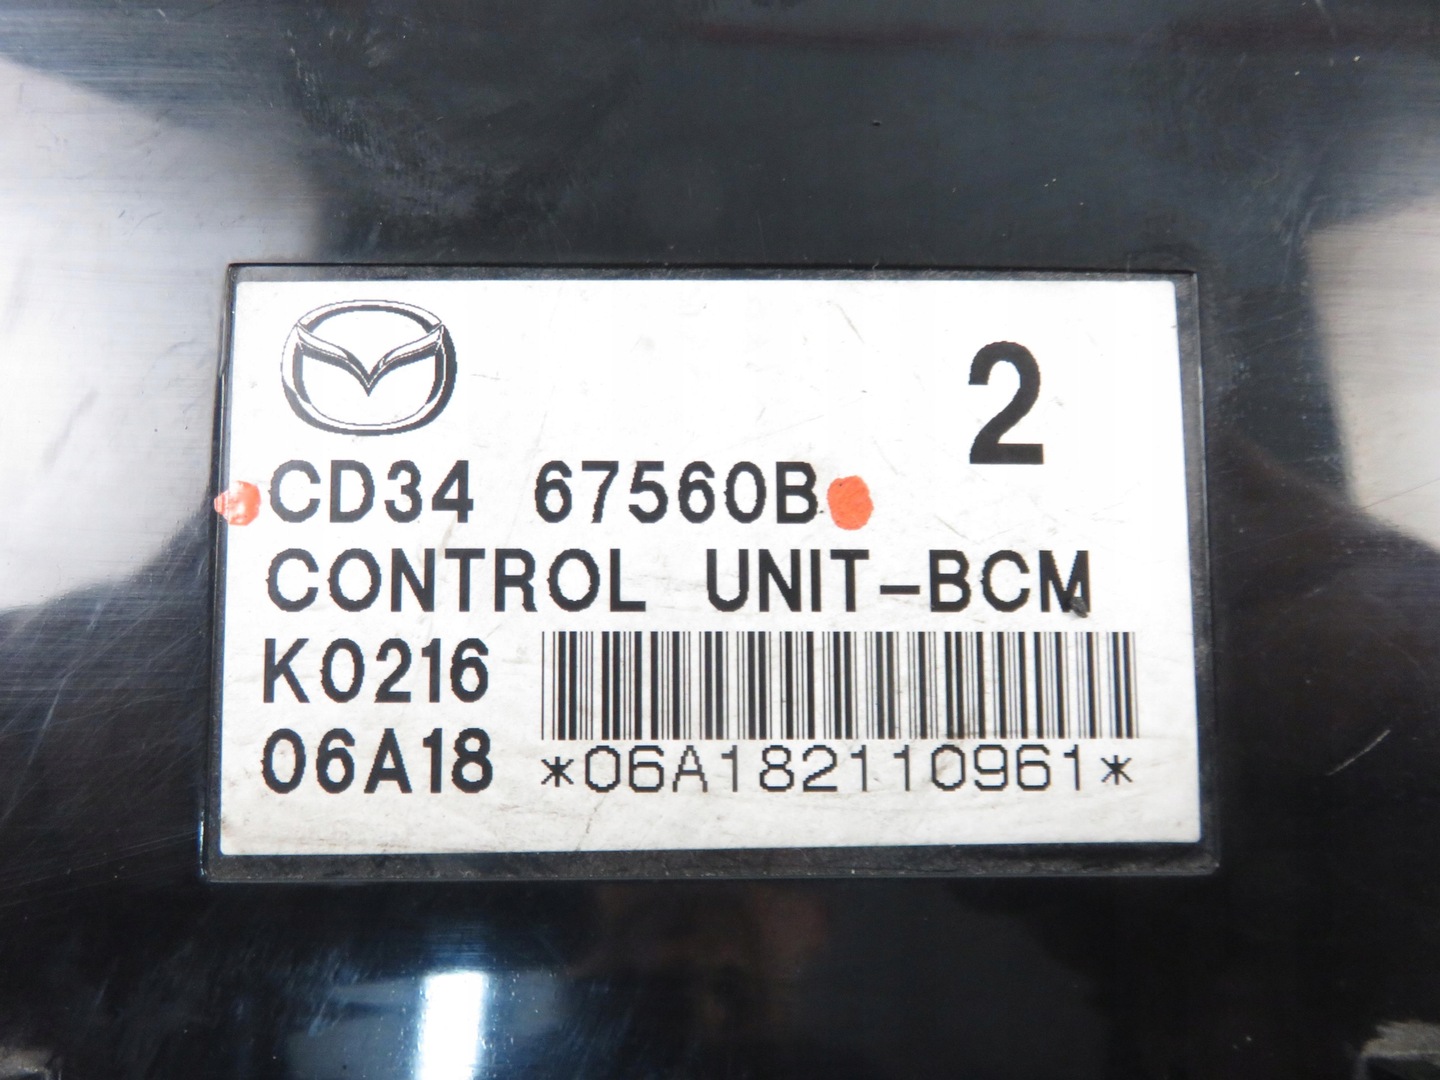 2
CD34 67560B
CONTROL UNIT-BCM
K0216
06A18
*06A182110961*